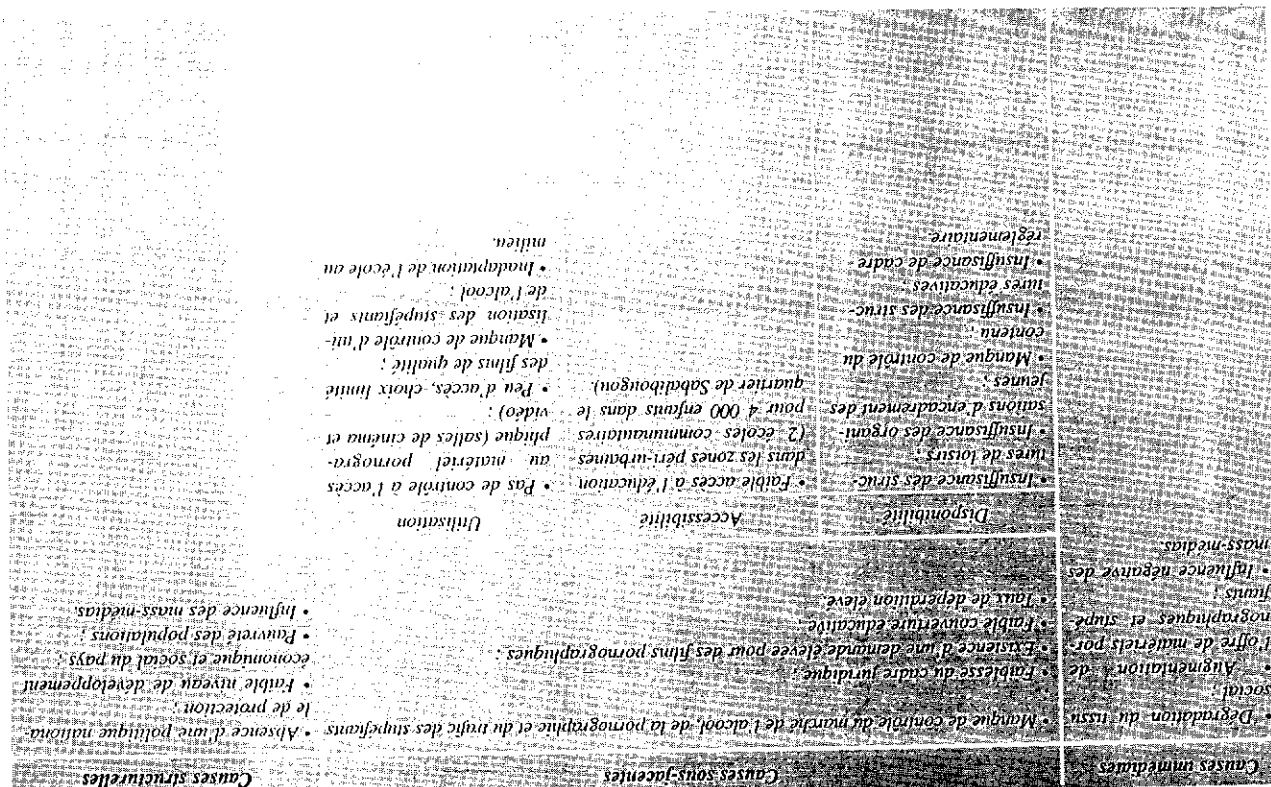 Causes immédiates
• Dégradation du tissu
social ;
• Augmentation de
l'offre de matériels por-
nographiques et stupé-
fiants ;
• Influence négative des
mass-médias
Causes sous-jacentes
• Manque de contrôle du marché de l'alcool, de la pornographie et du trafic des stupéfiants
• Faiblesse du cadre juridique ;
• Existence d'une demande élevée pour des films pornographiques ;
• Faible couverture éducative
• Taux de déperdition élevé.
Disponibilité
• Insuffisance des struc-
tures de loisirs ;
• Insuffisance des organi-
sations d'encadrement des
jeunes ;
• Manque de contrôle du
contenu ;
• Insuffisance des struc-
tures éducatives ;
• Insuffisance de cadre
réglementaire.
Accessibilité
• Faible accès à l'éducation
dans les zones péri-urbaines
(2 écoles communautaires
pour 4 000 enfants dans le
quartier de Sabalibougou).
Utilisation
• Pas de contrôle à l'accès
au matériel pornogra-
phique (salles de cinéma et
vidéo) ;
• Peu d'accès, choix limité
des films de qualité ;
• Manque de contrôle d'uti-
lisation des stupéfiants et
de l'alcool ;
• Inadaptation de l'école au
milieu.
Causes structurelles
• Absence d'une politique nationa-
le de protection ;
• Faible niveau de développement
économique et social du pays ;
• Pauvreté des populations ;
• Influence des mass-médias.